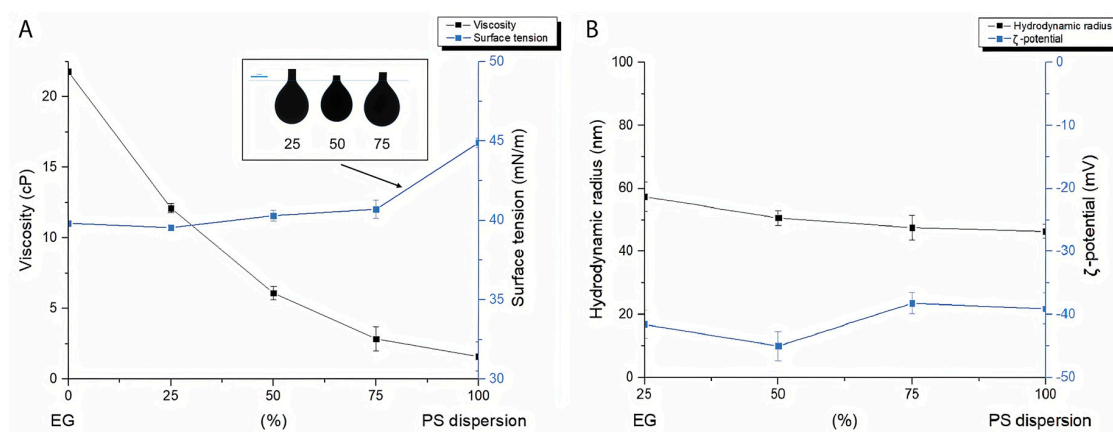 A
Viscosity
Surface tension
Viscosity (cP)
20
15
10
5
0
25 50 75
50
45
40
35
30
Surface tension (mN/m)
0 25 50 75 100
EG (%) PS dispersion
B
Hydrodynamic radius
ζ -potential
Hydrodynamic radius (nm)
100
80
60
40
20
0
0
-10
-20
-30
-40
-50
ζ-potential (mV)
25 50 75 100
EG (%) PS dispersion